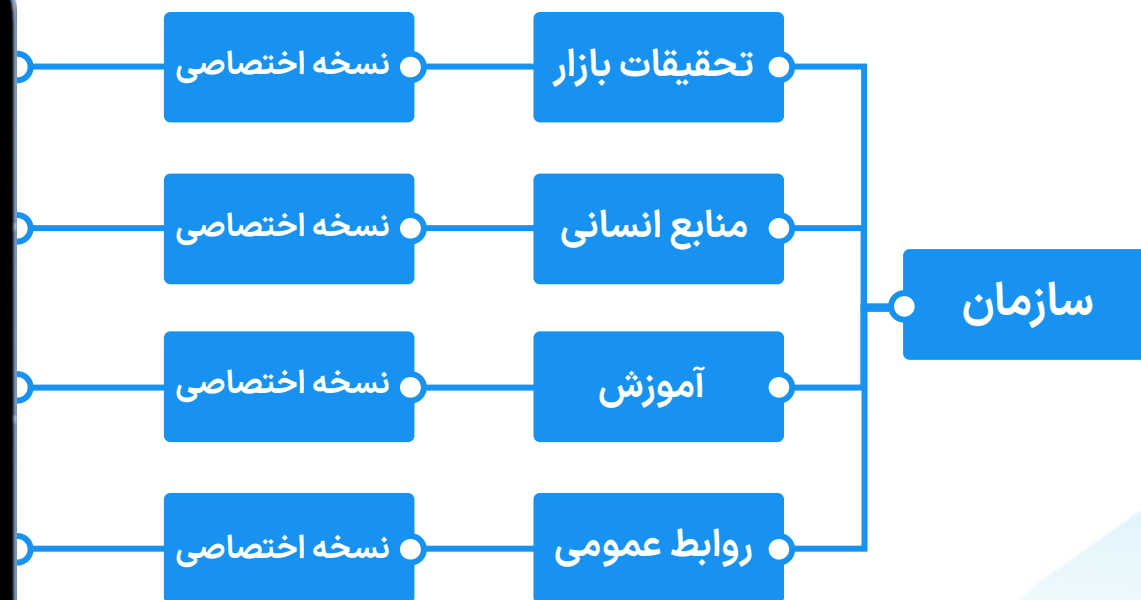 سازمان
تحقیقات بازار
نسخه اختصاصی
منابع انسانی
نسخه اختصاصی
آموزش
نسخه اختصاصی
روابط عمومی
نسخه اختصاصی